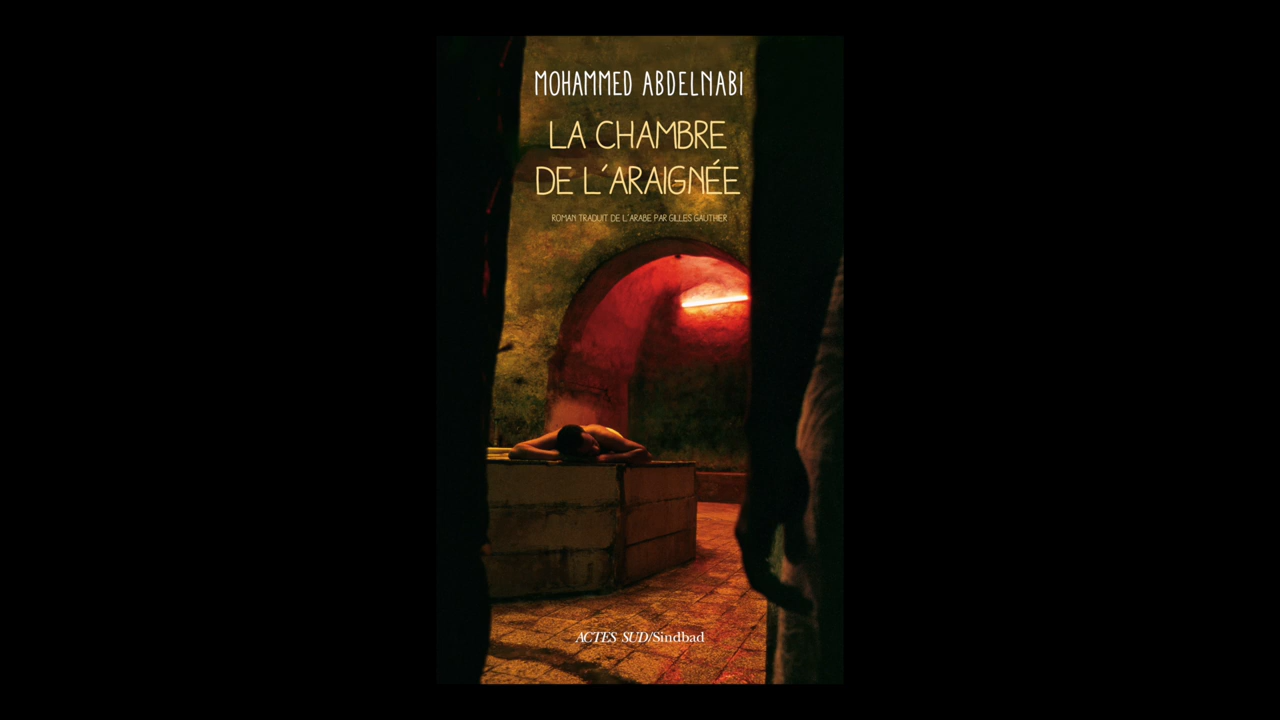 MOHAMMED ABDELNABI
LA CHAMBRE
DE L'ARAIGNÉE
ROMAN TRADUIT DE L'ARABE PAR GILLES GAUTHIER
ACTES SUD/Sindbad